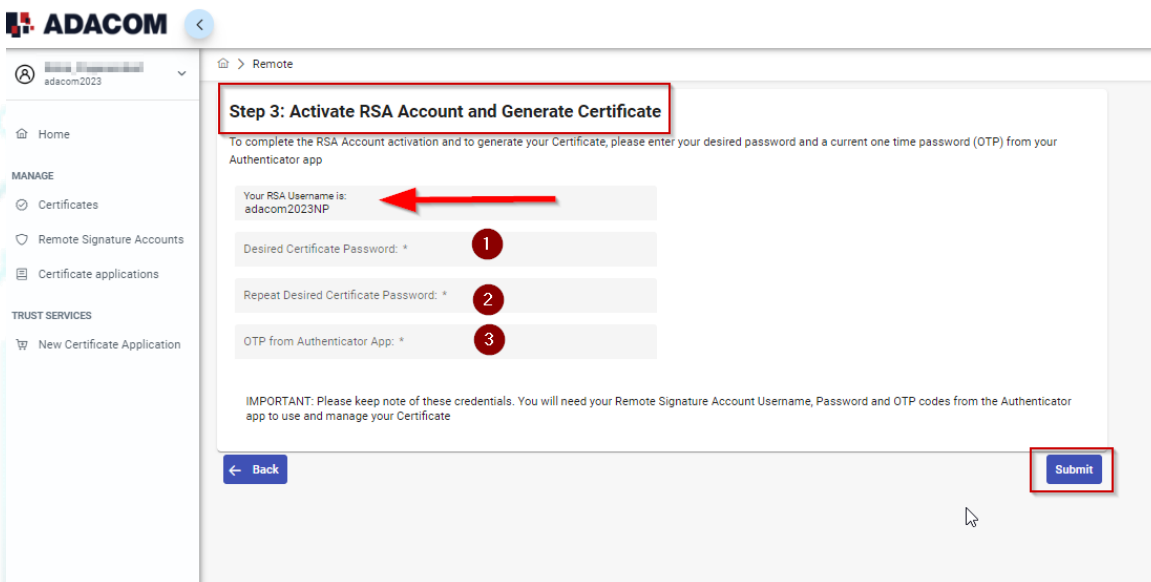 ADACOM
adacom2023
Remote
Home
MANAGE
Certificates
Remote Signature Accounts
Certificate applications
TRUST SERVICES
New Certificate Application
Step 3: Activate RSA Account and Generate Certificate
To complete the RSA Account activation and to generate your Certificate, please enter your desired password and a current one time password (OTP) from your
Authenticator app
Your RSA Username is:
adacom2023NP
Desired Certificate Password: *
1
Repeat Desired Certificate Password: *
2
OTP from Authenticator App: *
3
IMPORTANT: Please keep note of these credentials. You will need your Remote Signature Account Username, Password and OTP codes from the Authenticator
app to use and manage your Certificate
Back
Submit